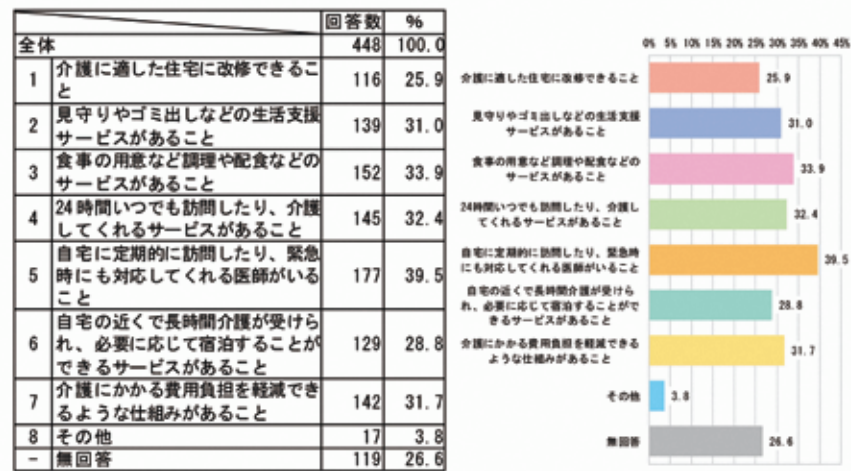 回答数 %
全体 448 100.0
1 介護に適した住宅に改修できるこ
と 116 25.9
2 見守りやゴミ出しなどの生活支援
サービスがあること 139 31.0
3 食事の用意など調理や配食などの
サービスがあること 152 33.9
4 24時間いつでも訪問したり、介護
してくれるサービスがあること 145 32.4
5 自宅に定期的に訪問したり、緊急
時にも対応してくれる医師がいる
こと 177 39.5
6 自宅の近くで長時間介護が受けら
れ、必要に応じて宿泊することが
できるサービスがあること 129 28.8
7 介護にかかる費用負担を軽減でき
るような仕組みがあること 142 31.7
8 その他 17 3.8
- 無回答 119 26.6
0% 5% 10% 15% 20% 25% 30% 35% 40% 45%
介護に適した住宅に改修できること 25.9
見守りやゴミ出しなどの生活支援
サービスがあること 31.0
食事の用意など調理や配食などの
サービスがあること 33.9
24時間いつでも訪問したり、介護し
てくれるサービスがあること 32.4
自宅に定期的に訪問したり、緊急時
にも対応してくれる医師がいること 39.5
自宅の近くで長時間介護が受けら
れ、必要に応じて宿泊することがで
きるサービスがあること 28.8
介護にかかる費用負担を軽減できる
ような仕組みがあること 31.7
その他 3.8
無回答 26.6